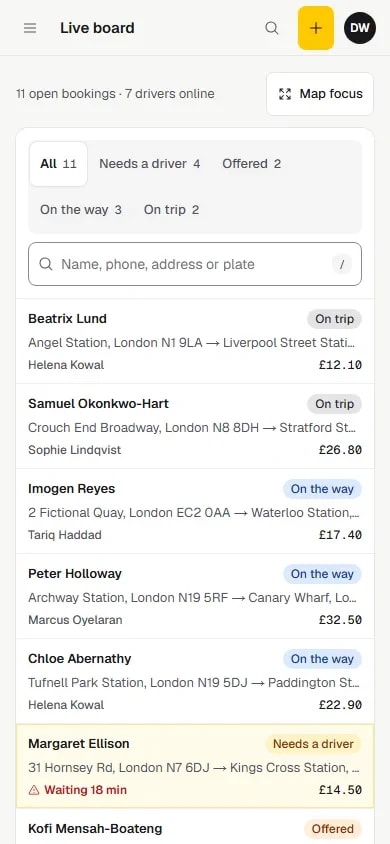 Live board
DW
11 open bookings · 7 drivers online
Map focus
All 11 Needs a driver 4 Offered 2
On the way 3 On trip 2
Name, phone, address or plate /
Beatrix Lund On trip
Angel Station, London N1 9LA → Liverpool Street Stati...
Helena Kowal £12.10
Samuel Okonkwo-Hart On trip
Crouch End Broadway, London N8 8DH → Stratford St...
Sophie Lindqvist £26.80
Imogen Reyes On the way
2 Fictional Quay, London EC2 0AA → Waterloo Station,...
Tariq Haddad £17.40
Peter Holloway On the way
Archway Station, London N19 5RF → Canary Wharf, Lo...
Marcus Oyelaran £32.50
Chloe Abernathy On the way
Tufnell Park Station, London N19 5DJ → Paddington St...
Helena Kowal £22.90
Margaret Ellison Needs a driver
31 Hornsey Rd, London N7 6DJ → Kings Cross Station, ...
Waiting 18 min £14.50
Kofi Mensah-Boateng Offered